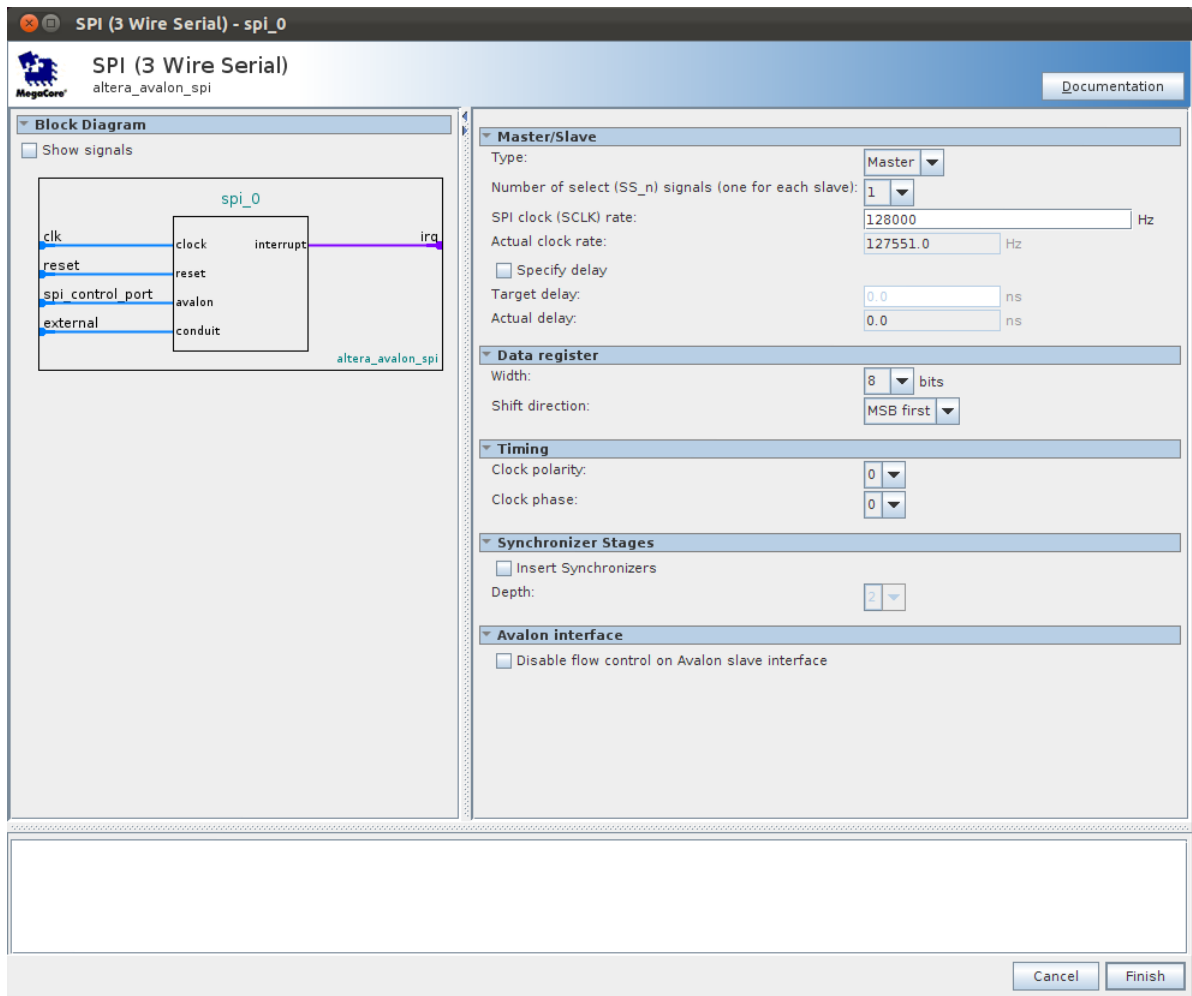 SPI (3 Wire Serial) - spi_0
SPI (3 Wire Serial)
altera_avalon_spi
MegaCore'
Documentation
Block Diagram
Show signals
spi_0
clk
clock
interrupt
irq
reset
reset
spi_control_port
avalon
external
conduit
altera_avalon_spi
Master/Slave
Type:
Master
Number of select (SS_n) signals (one for each slave):
1
SPI clock (SCLK) rate:
128000
Hz
Actual clock rate:
127551.0
Hz
Specify delay
Target delay:
0.0
ns
Actual delay:
0.0
ns
Data register
Width:
8
bits
Shift direction:
MSB first
Timing
Clock polarity:
0
Clock phase:
0
Synchronizer Stages
Insert Synchronizers
Depth:
2
Avalon interface
Disable flow control on Avalon slave interface
Cancel
Finish